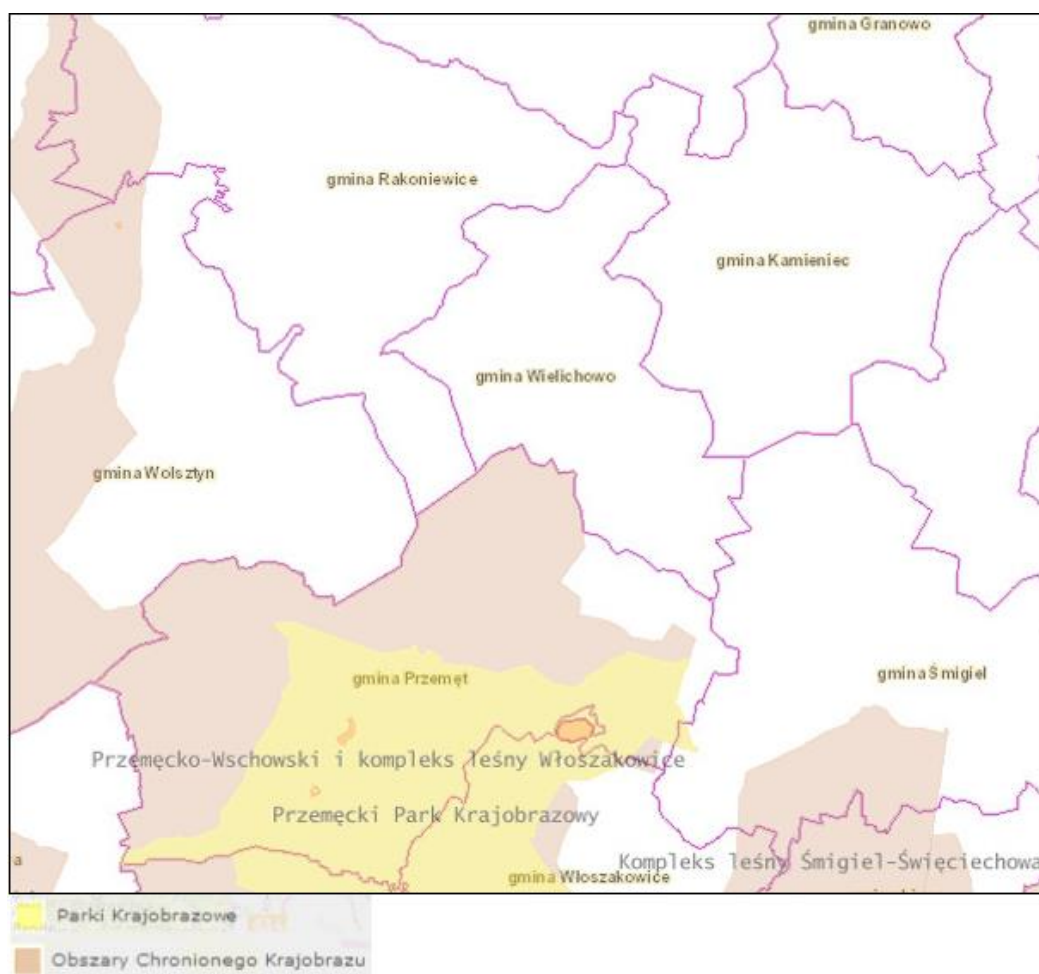 gmina Granowo
gmina Rakoniewice
gmina Kamieniec
gmina Wielichowo
gmina Wolsztyn
gmina Śmigiel
gmina Przemęt
Przemęcko-Wschowski i kompleks leśny Włoszakowice
Przemęcki Park Krajobrazowy
Kompleks leśny Śmigiel-Święciechowa
gmina Włoszakowice
Parki Krajobrazowe
Obszary Chronionego Krajobrazu